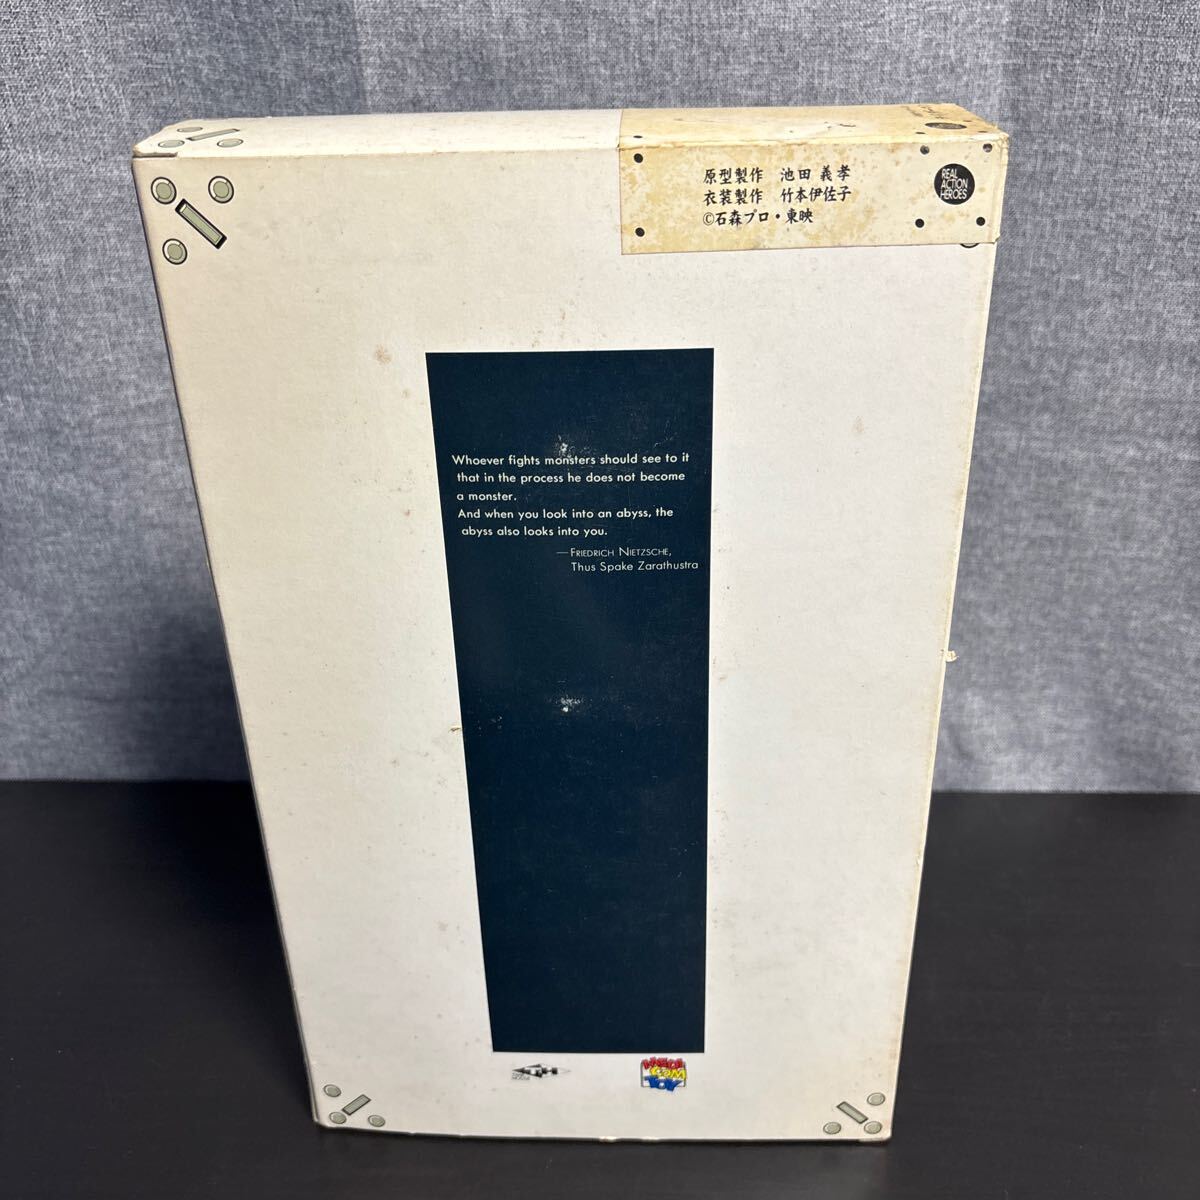 原型製作 池田 義孝
衣装製作 竹本伊佐子
©石森プロ・東映
REAL
ACTION
HEROES
Whoever fights monsters should see to it
that in the process he does not become
a monster.
And when you look into an abyss, the
abyss also looks into you.
—FRIEDRICH NIETZSCHE,
Thus Spake Zarathustra
MEDICOM
TOY